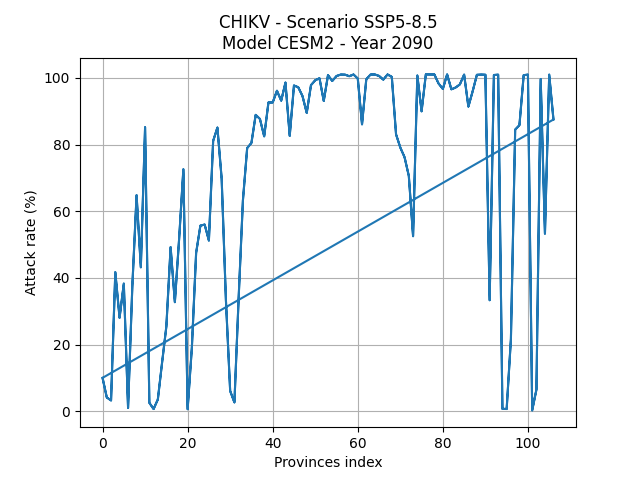 CHIKV - Scenario SSP5-8.5
Model CESM2 - Year 2090
Attack rate (%)
100
80
60
40
20
0
0 20 40 60 80 100
Provinces index